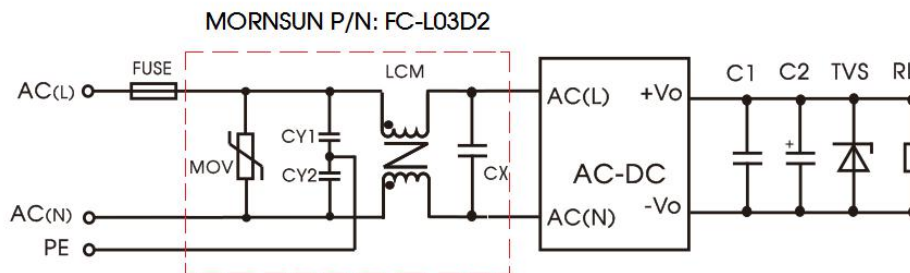 MORNSUN P/N: FC-L03D2
FUSE
LCM
C1 C2 TVS
AC(L)
AC(L) +Vo
CY1
MOV
CY2
CX
+
AC-DC
AC(N)
AC(N) -Vo
PE